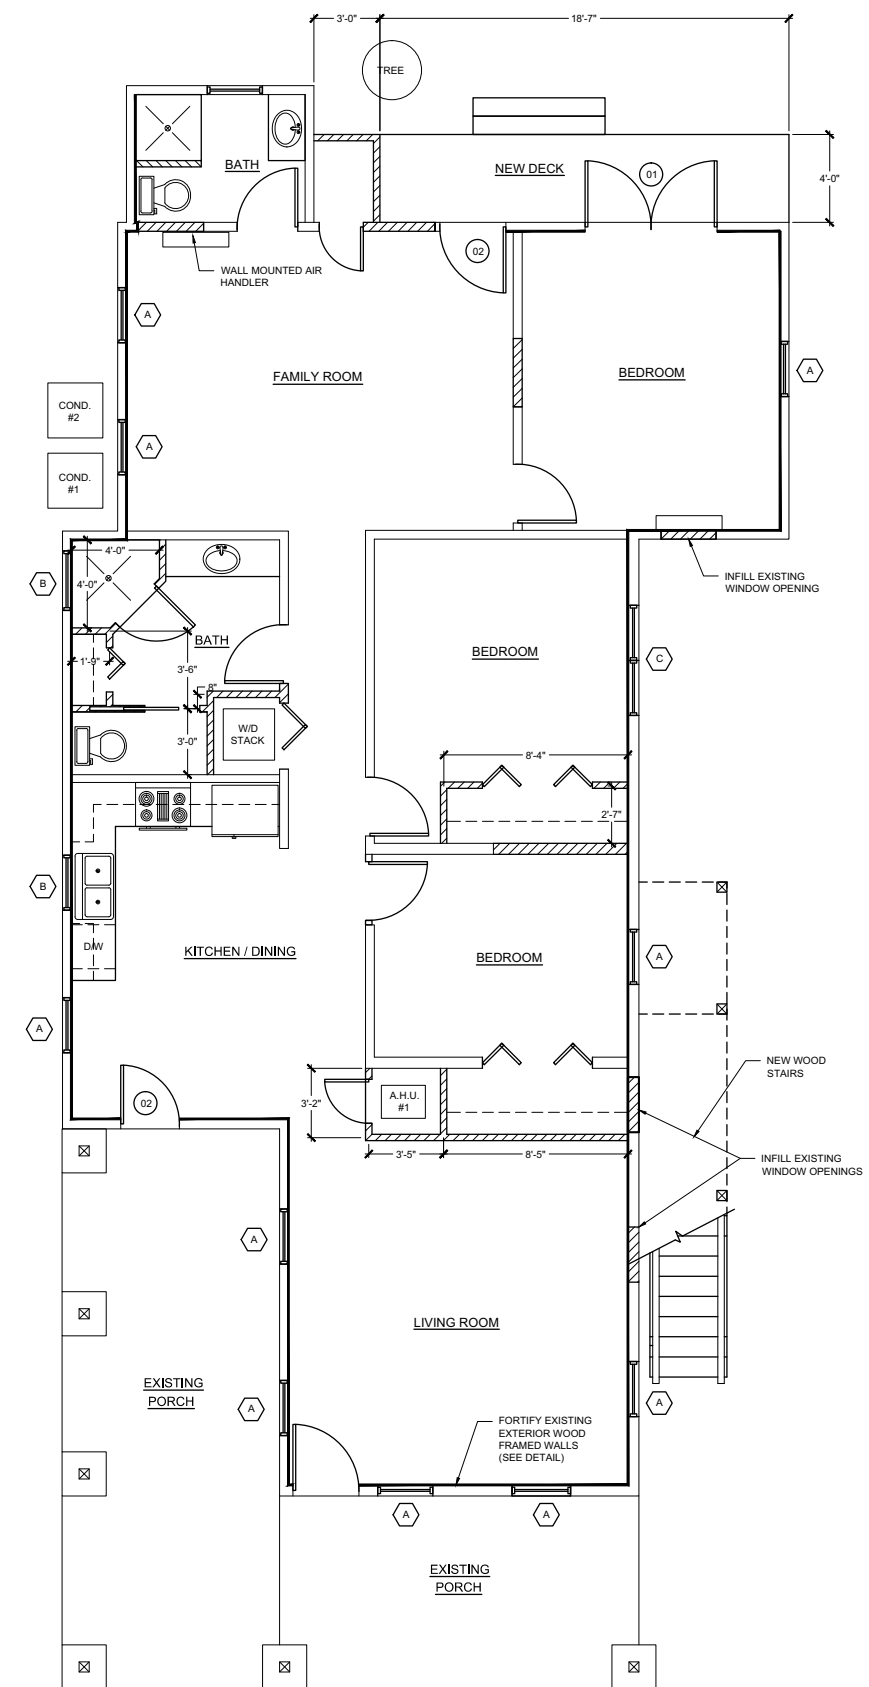 3'-0"
18'-7"
TREE
BATH
NEW DECK
01
4'-0"
02
WALL MOUNTED AIR
HANDLER
A
FAMILY ROOM
BEDROOM
A
COND.
#2
A
COND.
#1
4'-0"
B
4'-0"
INFILL EXISTING
WINDOW OPENING
BATH
BEDROOM
C
1'-9"
3'-6"
8"
W/D
STACK
3'-0"
8'-4"
2'-7"
B
D/W
KITCHEN / DINING
BEDROOM
A
A
NEW WOOD
STAIRS
A.H.U.
#1
02
3'-2"
3'-5"
8'-5"
INFILL EXISTING
WINDOW OPENINGS
A
LIVING ROOM
EXISTING
PORCH
A
A
FORTIFY EXISTING
EXTERIOR WOOD
FRAMED WALLS
(SEE DETAIL)
A
A
EXISTING
PORCH